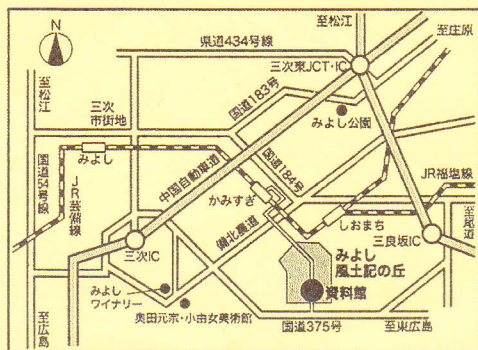 N
至松江
至松江
至庄原
県道434号線
三次東JCT・IC
国道183号
三次
市街地
みよし公園
みよし
中国自動車道
国道184号
JR福塩線
国道54号線
JR芸備線
かみすぎ
しおまち
備北農道
至尾道
三次IC
三良坂IC
みよし
風土記の丘
みよし
ワイナリー
資料館
奥田元宋・小由女美術館
至広島
国道375号
至東広島